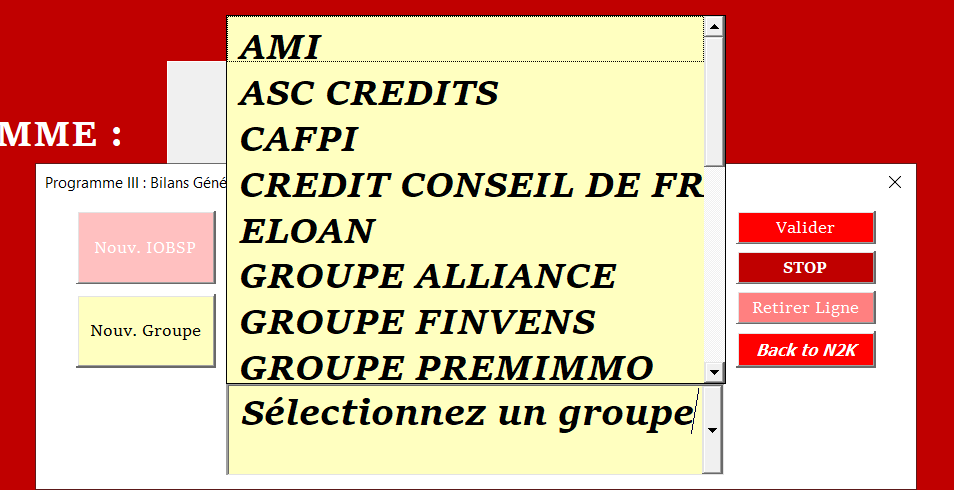 AMI
ASC CREDITS
CAFPI
CREDIT CONSEIL DE FR
ELOAN
GROUPE ALLIANCE
GROUPE FINVENS
GROUPE PREMIMMO
Sélectionnez un groupe
MME :
Programme III : Bilans Géné
Nouv. IOBSP
Nouv. Groupe
Valider
STOP
Retirer Ligne
Back to N2K